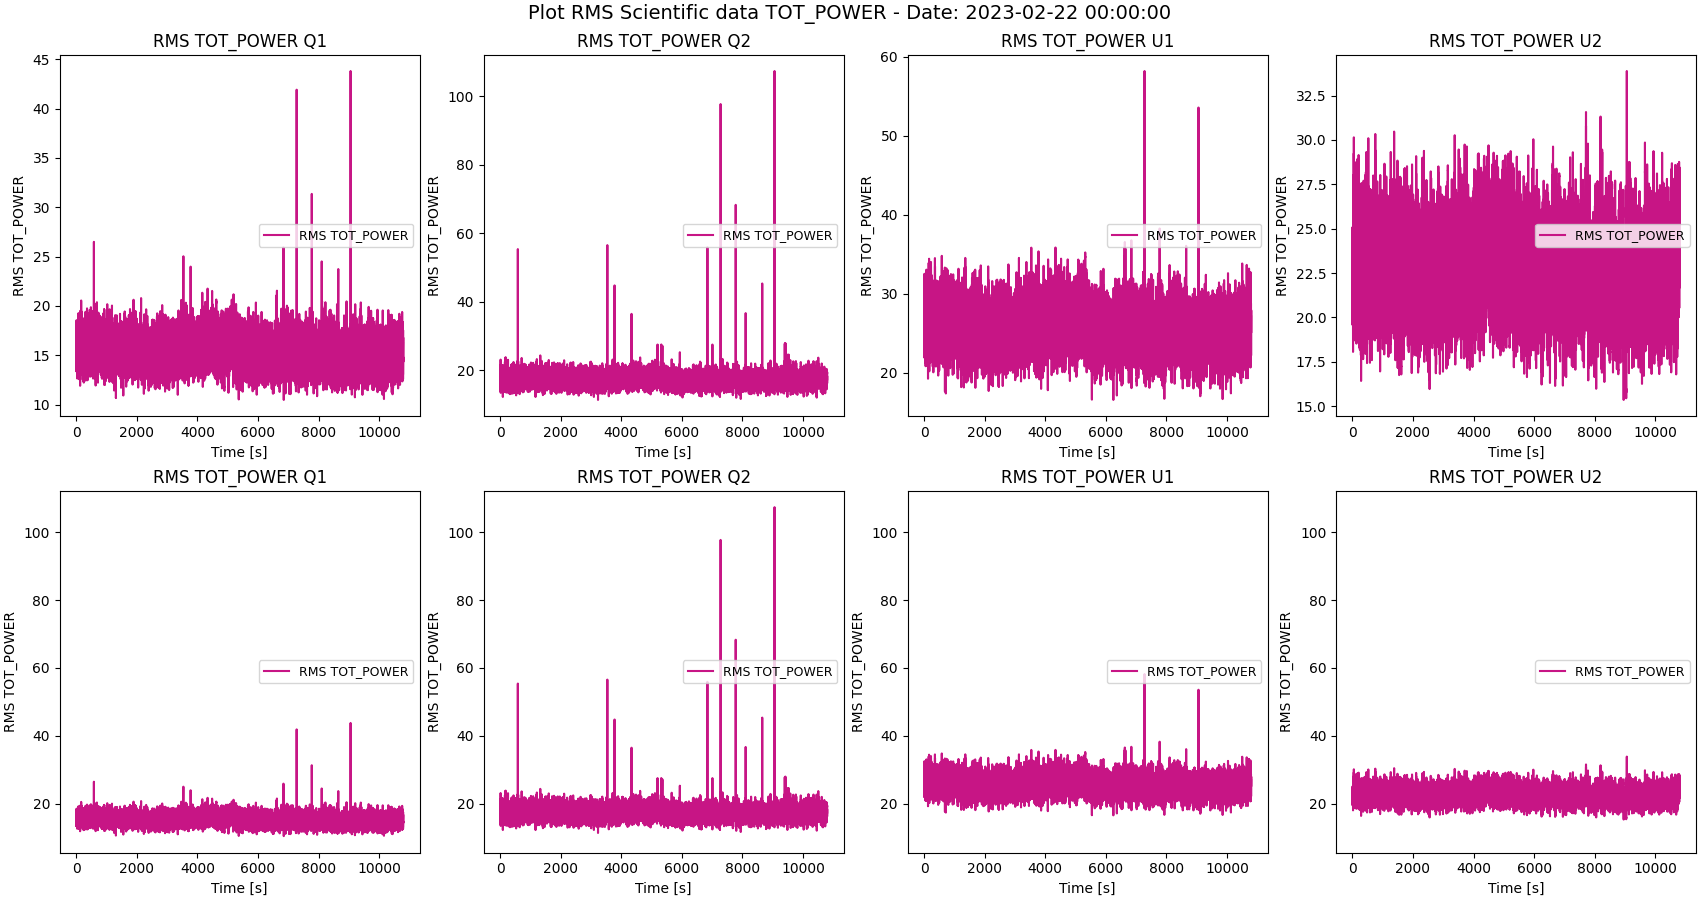 Plot RMS Scientific data TOT_POWER - Date: 2023-02-22 00:00:00
RMS TOT_POWER Q1
RMS TOT_POWER
45
40
35
30
25
20
15
10
RMS TOT_POWER
0 2000 4000 6000 8000 10000
Time [s]
RMS TOT_POWER Q2
RMS TOT_POWER
100
80
60
40
20
RMS TOT_POWER
0 2000 4000 6000 8000 10000
Time [s]
RMS TOT_POWER U1
RMS TOT_POWER
60
50
40
30
20
RMS TOT_POWER
0 2000 4000 6000 8000 10000
Time [s]
RMS TOT_POWER U2
RMS TOT_POWER
32.5
30.0
27.5
25.0
22.5
20.0
17.5
15.0
RMS TOT_POWER
0 2000 4000 6000 8000 10000
Time [s]
RMS TOT_POWER Q1
RMS TOT_POWER
100
80
60
40
20
RMS TOT_POWER
0 2000 4000 6000 8000 10000
Time [s]
RMS TOT_POWER Q2
RMS TOT_POWER
100
80
60
40
20
RMS TOT_POWER
0 2000 4000 6000 8000 10000
Time [s]
RMS TOT_POWER U1
RMS TOT_POWER
100
80
60
40
20
RMS TOT_POWER
0 2000 4000 6000 8000 10000
Time [s]
RMS TOT_POWER U2
RMS TOT_POWER
100
80
60
40
20
RMS TOT_POWER
0 2000 4000 6000 8000 10000
Time [s]